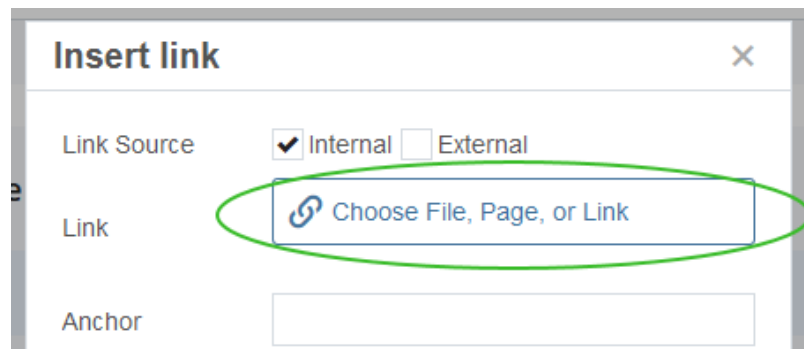 Insert link
Link Source Internal External
Link Choose File, Page, or Link
Anchor
e